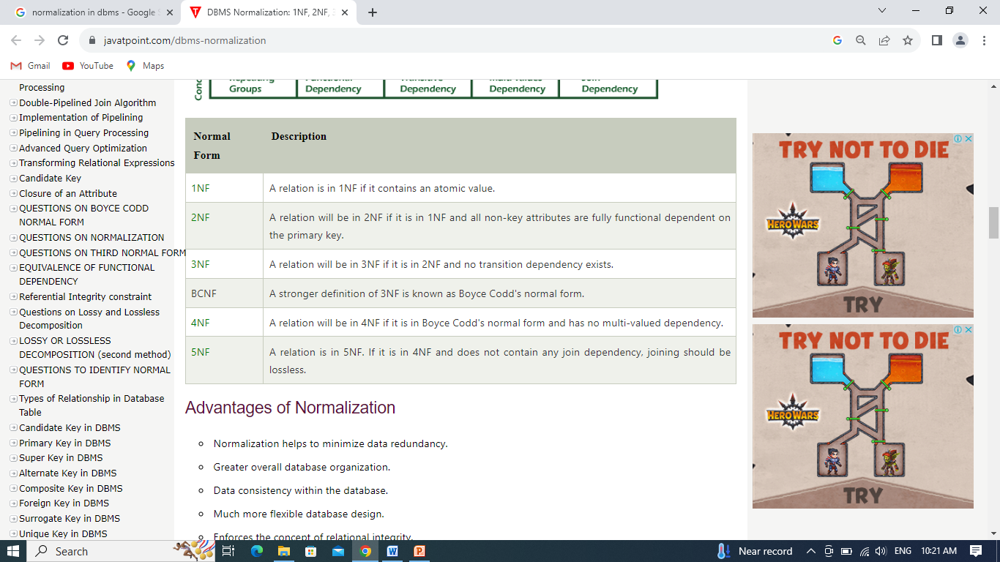 normalization in dbms - Google
DBMS Normalization: 1NF, 2NF,
javatpoint.com/dbms-normalization
Gmail
YouTube
Maps
Processing
Double-Pipelined Join Algorithm
Implementation of Pipelining
Pipelining in Query Processing
Advanced Query Optimization
Transforming Relational Expressions
Candidate Key
Closure of an Attribute
QUESTIONS ON BOYCE CODD
NORMAL FORM
QUESTIONS ON NORMALIZATION
QUESTIONS ON THIRD NORMAL FORM
EQUIVALENCE OF FUNCTIONAL
DEPENDENCY
Referential Integrity constraint
Questions on Lossy and Lossless
Decomposition
LOSSY OR LOSSLESS
DECOMPOSITION (second method)
QUESTIONS TO IDENTIFY NORMAL
FORM
Types of Relationship in Database
Table
Candidate Key in DBMS
Primary Key in DBMS
Super Key in DBMS
Alternate Key in DBMS
Composite Key in DBMS
Foreign Key in DBMS
Surrogate Key in DBMS
Unique Key in DBMS
Groups Dependency Dependency Dependency Dependency
Normal
Form
Description
1NF
A relation is in 1NF if it contains an atomic value.
2NF
A relation will be in 2NF if it is in 1NF and all non-key attributes are fully functional dependent on
the primary key.
3NF
A relation will be in 3NF if it is in 2NF and no transition dependency exists.
BCNF
A stronger definition of 3NF is known as Boyce Codd's normal form.
4NF
A relation will be in 4NF if it is in Boyce Codd's normal form and has no multi-valued dependency.
5NF
A relation is in 5NF. If it is in 4NF and does not contain any join dependency, joining should be
lossless.
Advantages of Normalization
Normalization helps to minimize data redundancy.
Greater overall database organization.
Data consistency within the database.
Much more flexible database design.
Enforces the concept of relational integrity.
TRY NOT TO DIE
HERO WARS
TRY
TRY NOT TO DIE
HERO WARS
TRY
Search
Near record
ENG
10:21 AM